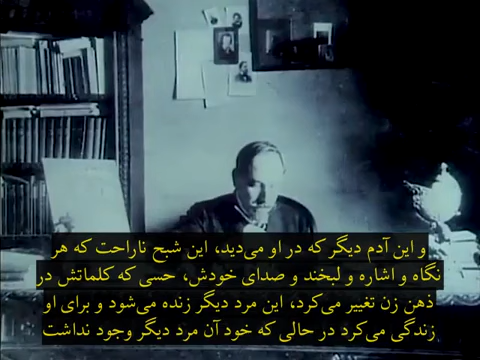 و این آدم دیگر که در او می‌دید، این شبح ناراحت که هر
نگاه و اشاره و لبخند و صدای خودش، حسی که کلماتش در
ذهن زن تغییر می‌کرد، این مرد دیگر زنده می‌شود و برای او
زندگی می‌کرد در حالی که خود آن مرد دیگر وجود نداشت